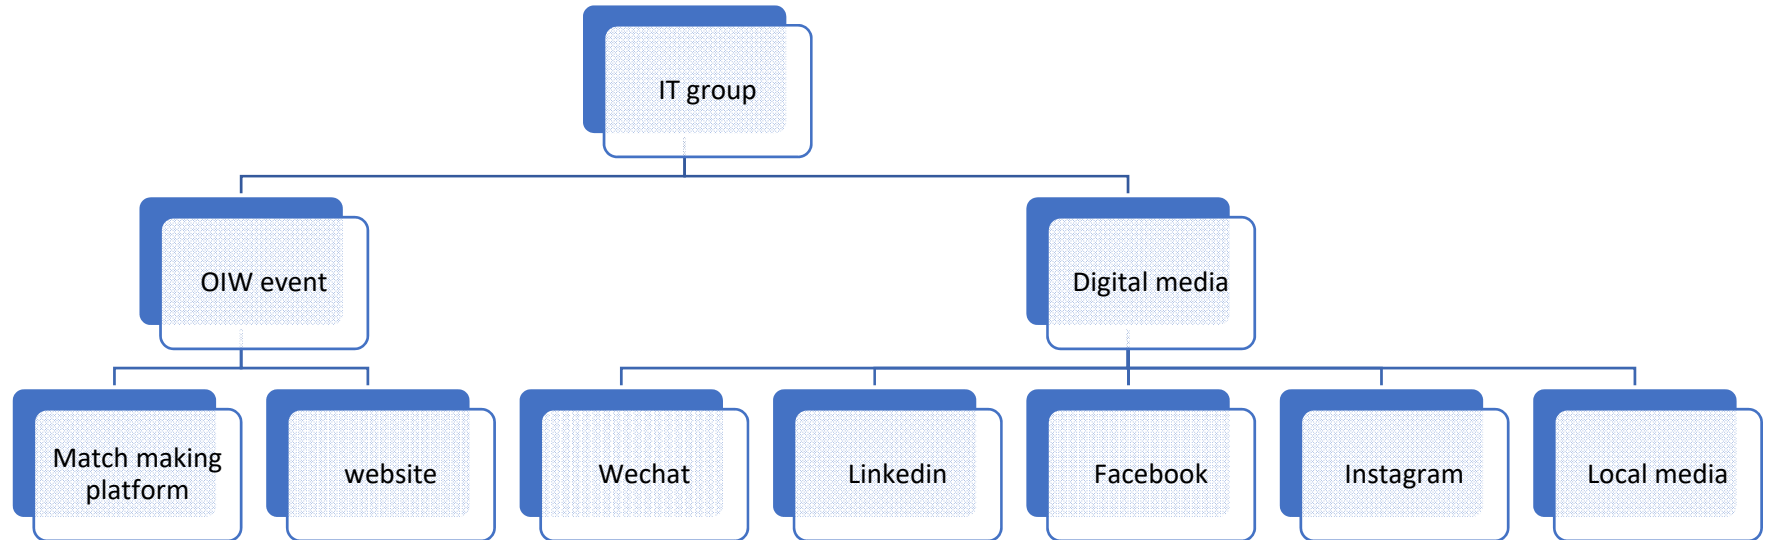 IT group
OIW event
Digital media
Match making
platform
website
Wechat
Linkedin
Facebook
Instagram
Local media